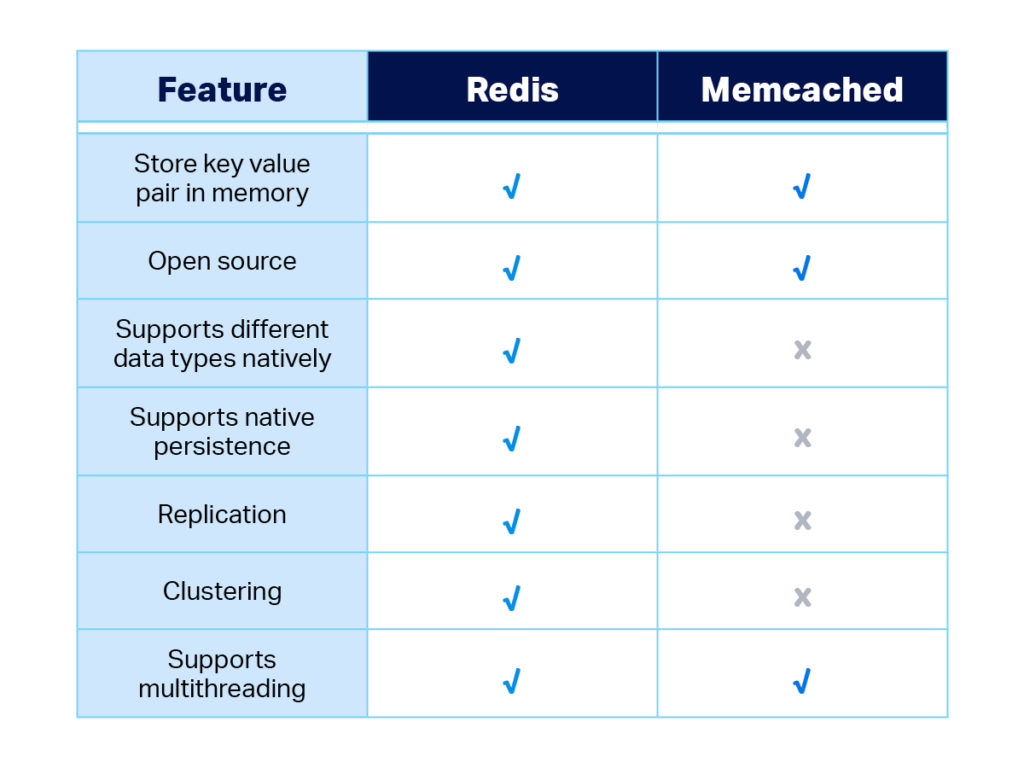 Feature Redis Memcached
Store key value
pair in memory √ √
Open source √ √
Supports different
data types natively √ x
Supports native
persistence √ x
Replication √ x
Clustering √ x
Supports
multithreading √ √